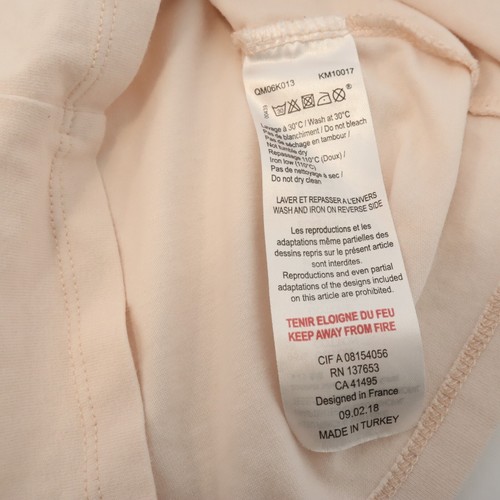 QM06K013 KM10017
Lavage à 30°C / Wash at 30°C
Pas de blanchiment / Do not bleach
Pas de séchage en tambour /
Not tumble dry
Repassage 110°C (Doux) /
Iron low (110°C)
Pas de nettoyage à sec /
Do not dry clean
LAVER ET REPASSER A L'ENVERS
WASH AND IRON ON REVERSE SIDE
Les reproductions et les
adaptations même partielles des
dessins repris sur le présent article
sont interdites.
Reproductions and even partial
adaptations of the designs included
on this article are prohibited.
TENIR ELOIGNE DU FEU
KEEP AWAY FROM FIRE
CIF A 08154056
RN 137653
CA 41495
Designed in France
09.02.18
MADE IN TURKEY